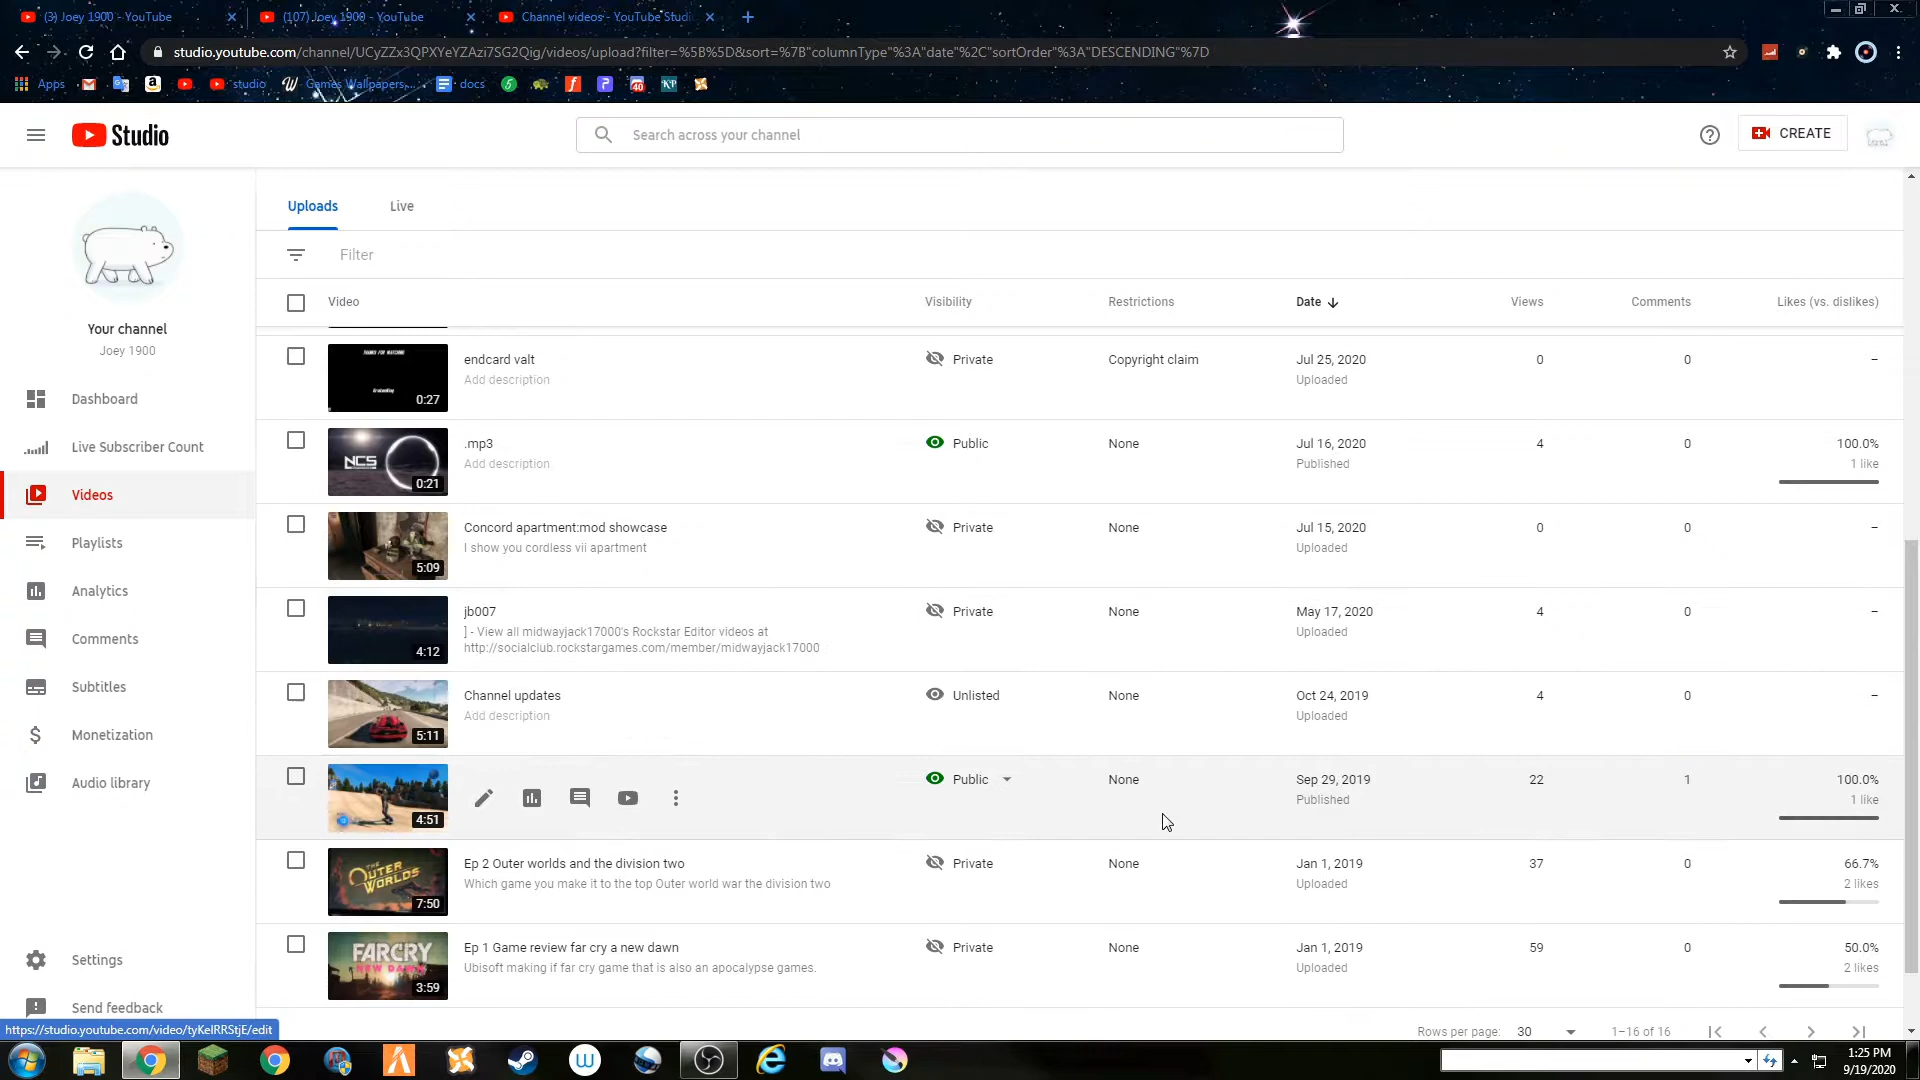 (3) Joey 1900 - YouTube
(107) Joey 1900 - YouTube
Channel videos - YouTube Studi
studio.youtube.com/channel/UCyZZx3QPXYeYZAzi7SG2Qig/videos/upload?filter=%5B%5D&sort=%7B"columnType"%3A"date"%2C"sortOrder"%3A"DESCENDING"%7D
Apps
studio
Games Wallpapers,...
docs
Studio
Search across your channel
CREATE
Your channel
Joey 1900
Dashboard
Live Subscriber Count
Videos
Playlists
Analytics
Comments
Subtitles
Monetization
Audio library
Settings
Send feedback
https://studio.youtube.com/video/tyKeIRRStjE/edit
Uploads Live
Filter
Video Visibility Restrictions Date Views Comments Likes (vs. dislikes)
THANKS FOR WATCHING
0:27
endcard valt
Add description
Private Copyright claim Jul 25, 2020 0 0 –
Uploaded
NCS
0:21
.mp3
Add description
Public None Jul 16, 2020 4 0 100.0%
Published 1 like
5:09
Concord apartment:mod showcase
I show you cordless vii apartment
Private None Jul 15, 2020 0 0 –
Uploaded
4:12
jb007
] - View all midwayjack17000's Rockstar Editor videos at
http://socialclub.rockstargames.com/member/midwayjack17000
Private None May 17, 2020 4 0 –
Uploaded
5:11
Channel updates
Add description
Unlisted None Oct 24, 2019 4 0 –
Uploaded
4:51
Public None Sep 29, 2019 22 1 100.0%
Published 1 like
THE OUTER WORLDS
7:50
Ep 2 Outer worlds and the division two
Which game you make it to the top Outer world war the division two
Private None Jan 1, 2019 37 0 66.7%
Uploaded 2 likes
FARCRY
NEW DAWN
3:59
Ep 1 Game review far cry a new dawn
Ubisoft making if far cry game that is also an apocalypse games.
Private None Jan 1, 2019 59 0 50.0%
Uploaded 2 likes
Rows per page: 30 1–16 of 16
1:25 PM
9/19/2020